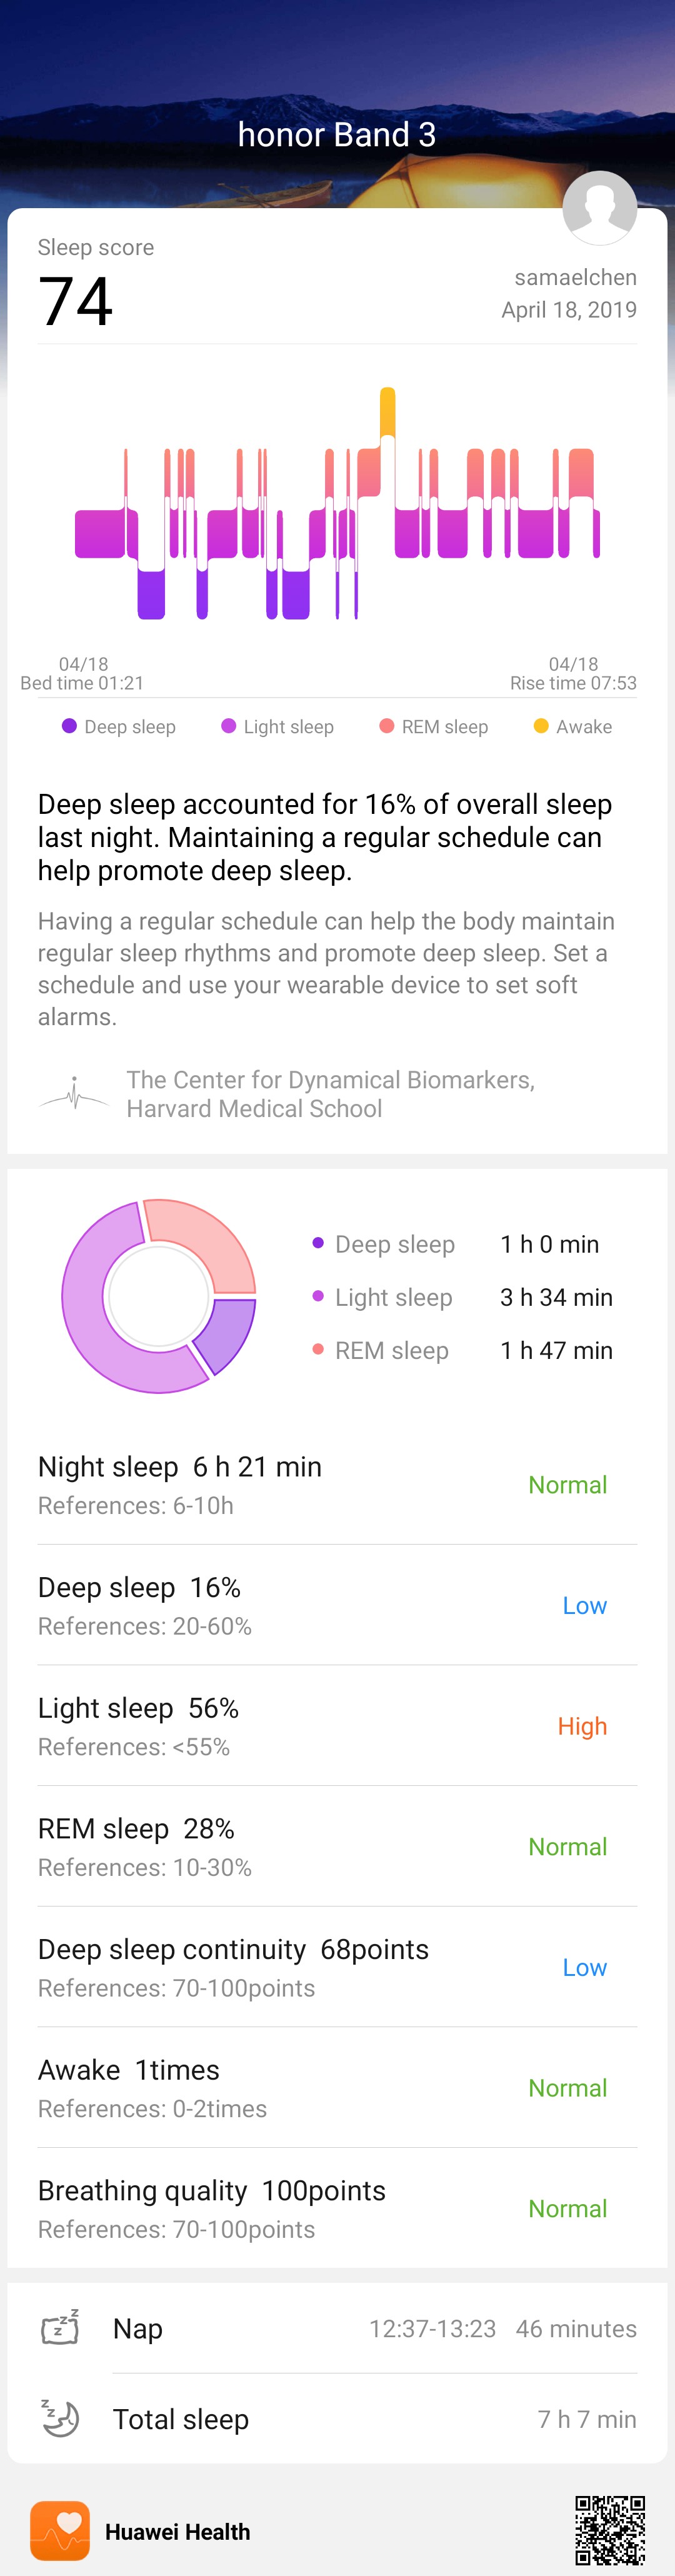 honor Band 3
Sleep score
74
samaelchen
April 18, 2019
04/18
Bed time 01:21
04/18
Rise time 07:53
Deep sleep
Light sleep
REM sleep
Awake
Deep sleep accounted for 16% of overall sleep
last night. Maintaining a regular schedule can
help promote deep sleep.
Having a regular schedule can help the body maintain
regular sleep rhythms and promote deep sleep. Set a
schedule and use your wearable device to set soft
alarms.
The Center for Dynamical Biomarkers,
Harvard Medical School
Deep sleep 1 h 0 min
Light sleep 3 h 34 min
REM sleep 1 h 47 min
Night sleep 6 h 21 min
Normal
References: 6-10h
Deep sleep 16%
Low
References: 20-60%
Light sleep 56%
High
References: <55%
REM sleep 28%
Normal
References: 10-30%
Deep sleep continuity 68points
Low
References: 70-100points
Awake 1times
Normal
References: 0-2times
Breathing quality 100points
Normal
References: 70-100points
Nap 12:37-13:23 46 minutes
Total sleep 7 h 7 min
Huawei Health